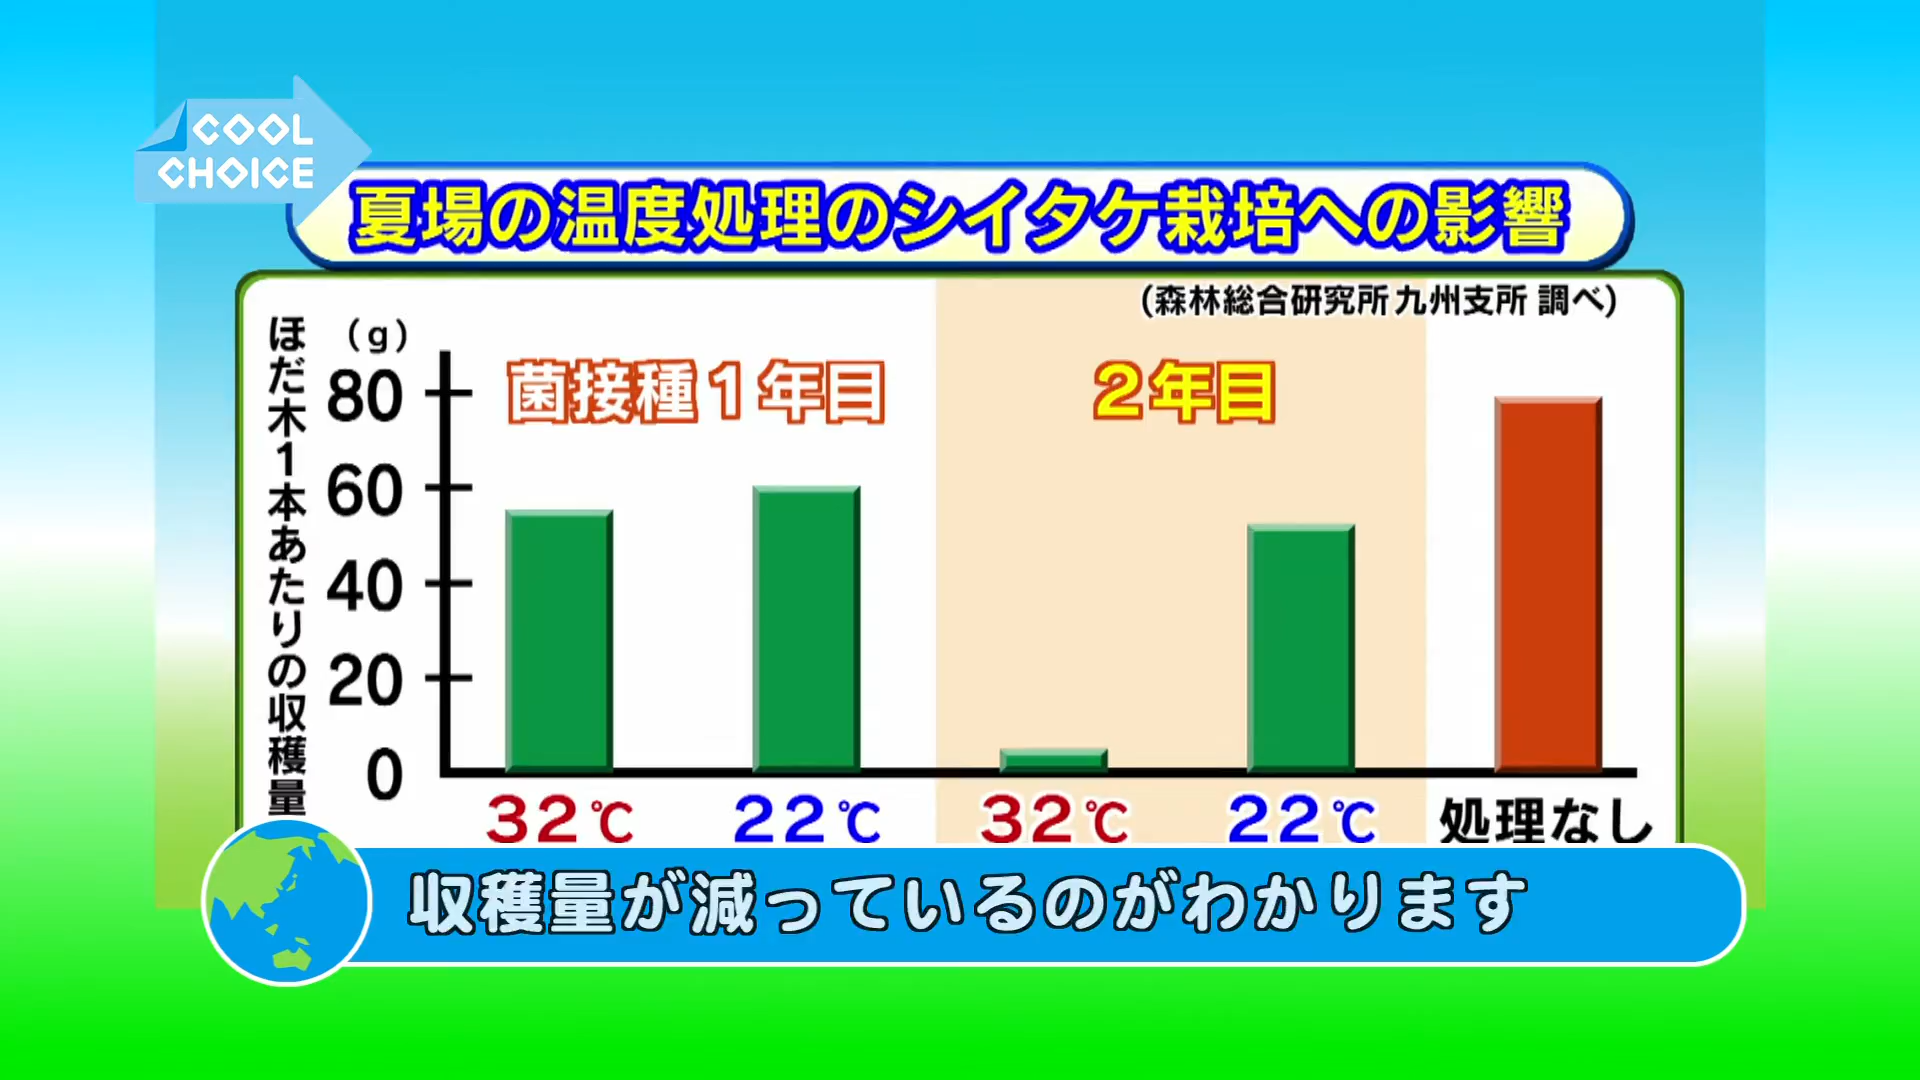 COOL
CHOICE
夏場の温度処理のシイタケ栽培への影響
(森林総合研究所 九州支所 調べ)
ほだ木1本あたりの収穫量
(g)
菌接種1年目
2年目
80
60
40
20
0
32℃ 22℃ 32℃ 22℃ 処理なし
収穫量が減っているのがわかります